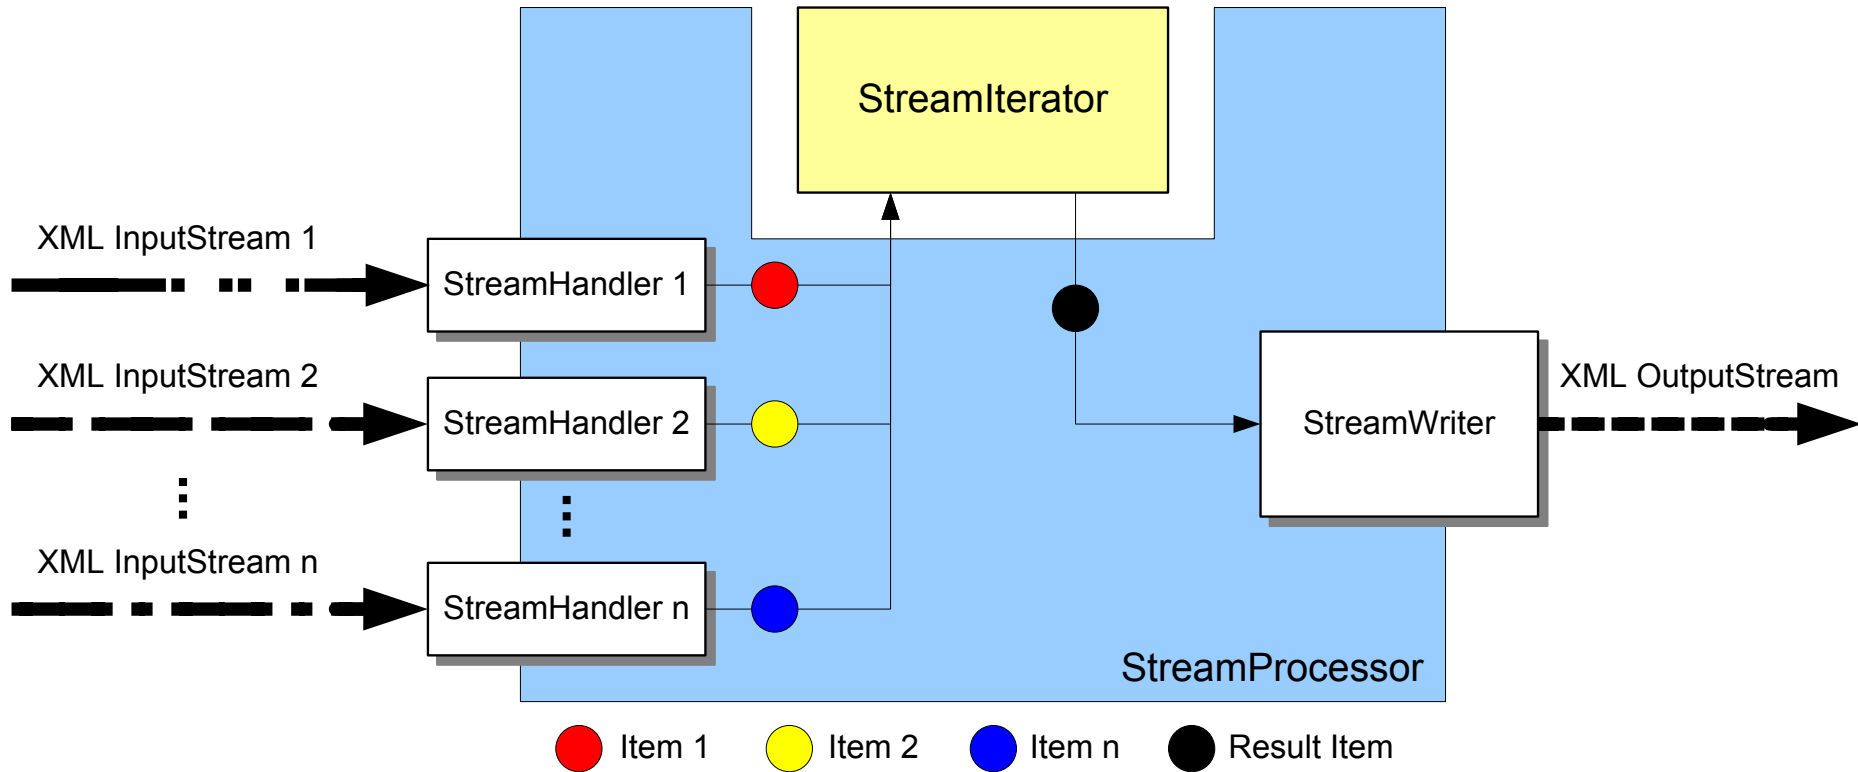 StreamIterator
XML InputStream 1
StreamHandler 1
XML InputStream 2
StreamHandler 2
XML OutputStream
StreamWriter
XML InputStream n
StreamHandler n
StreamProcessor
Item 1
Item 2
Item n
Result Item